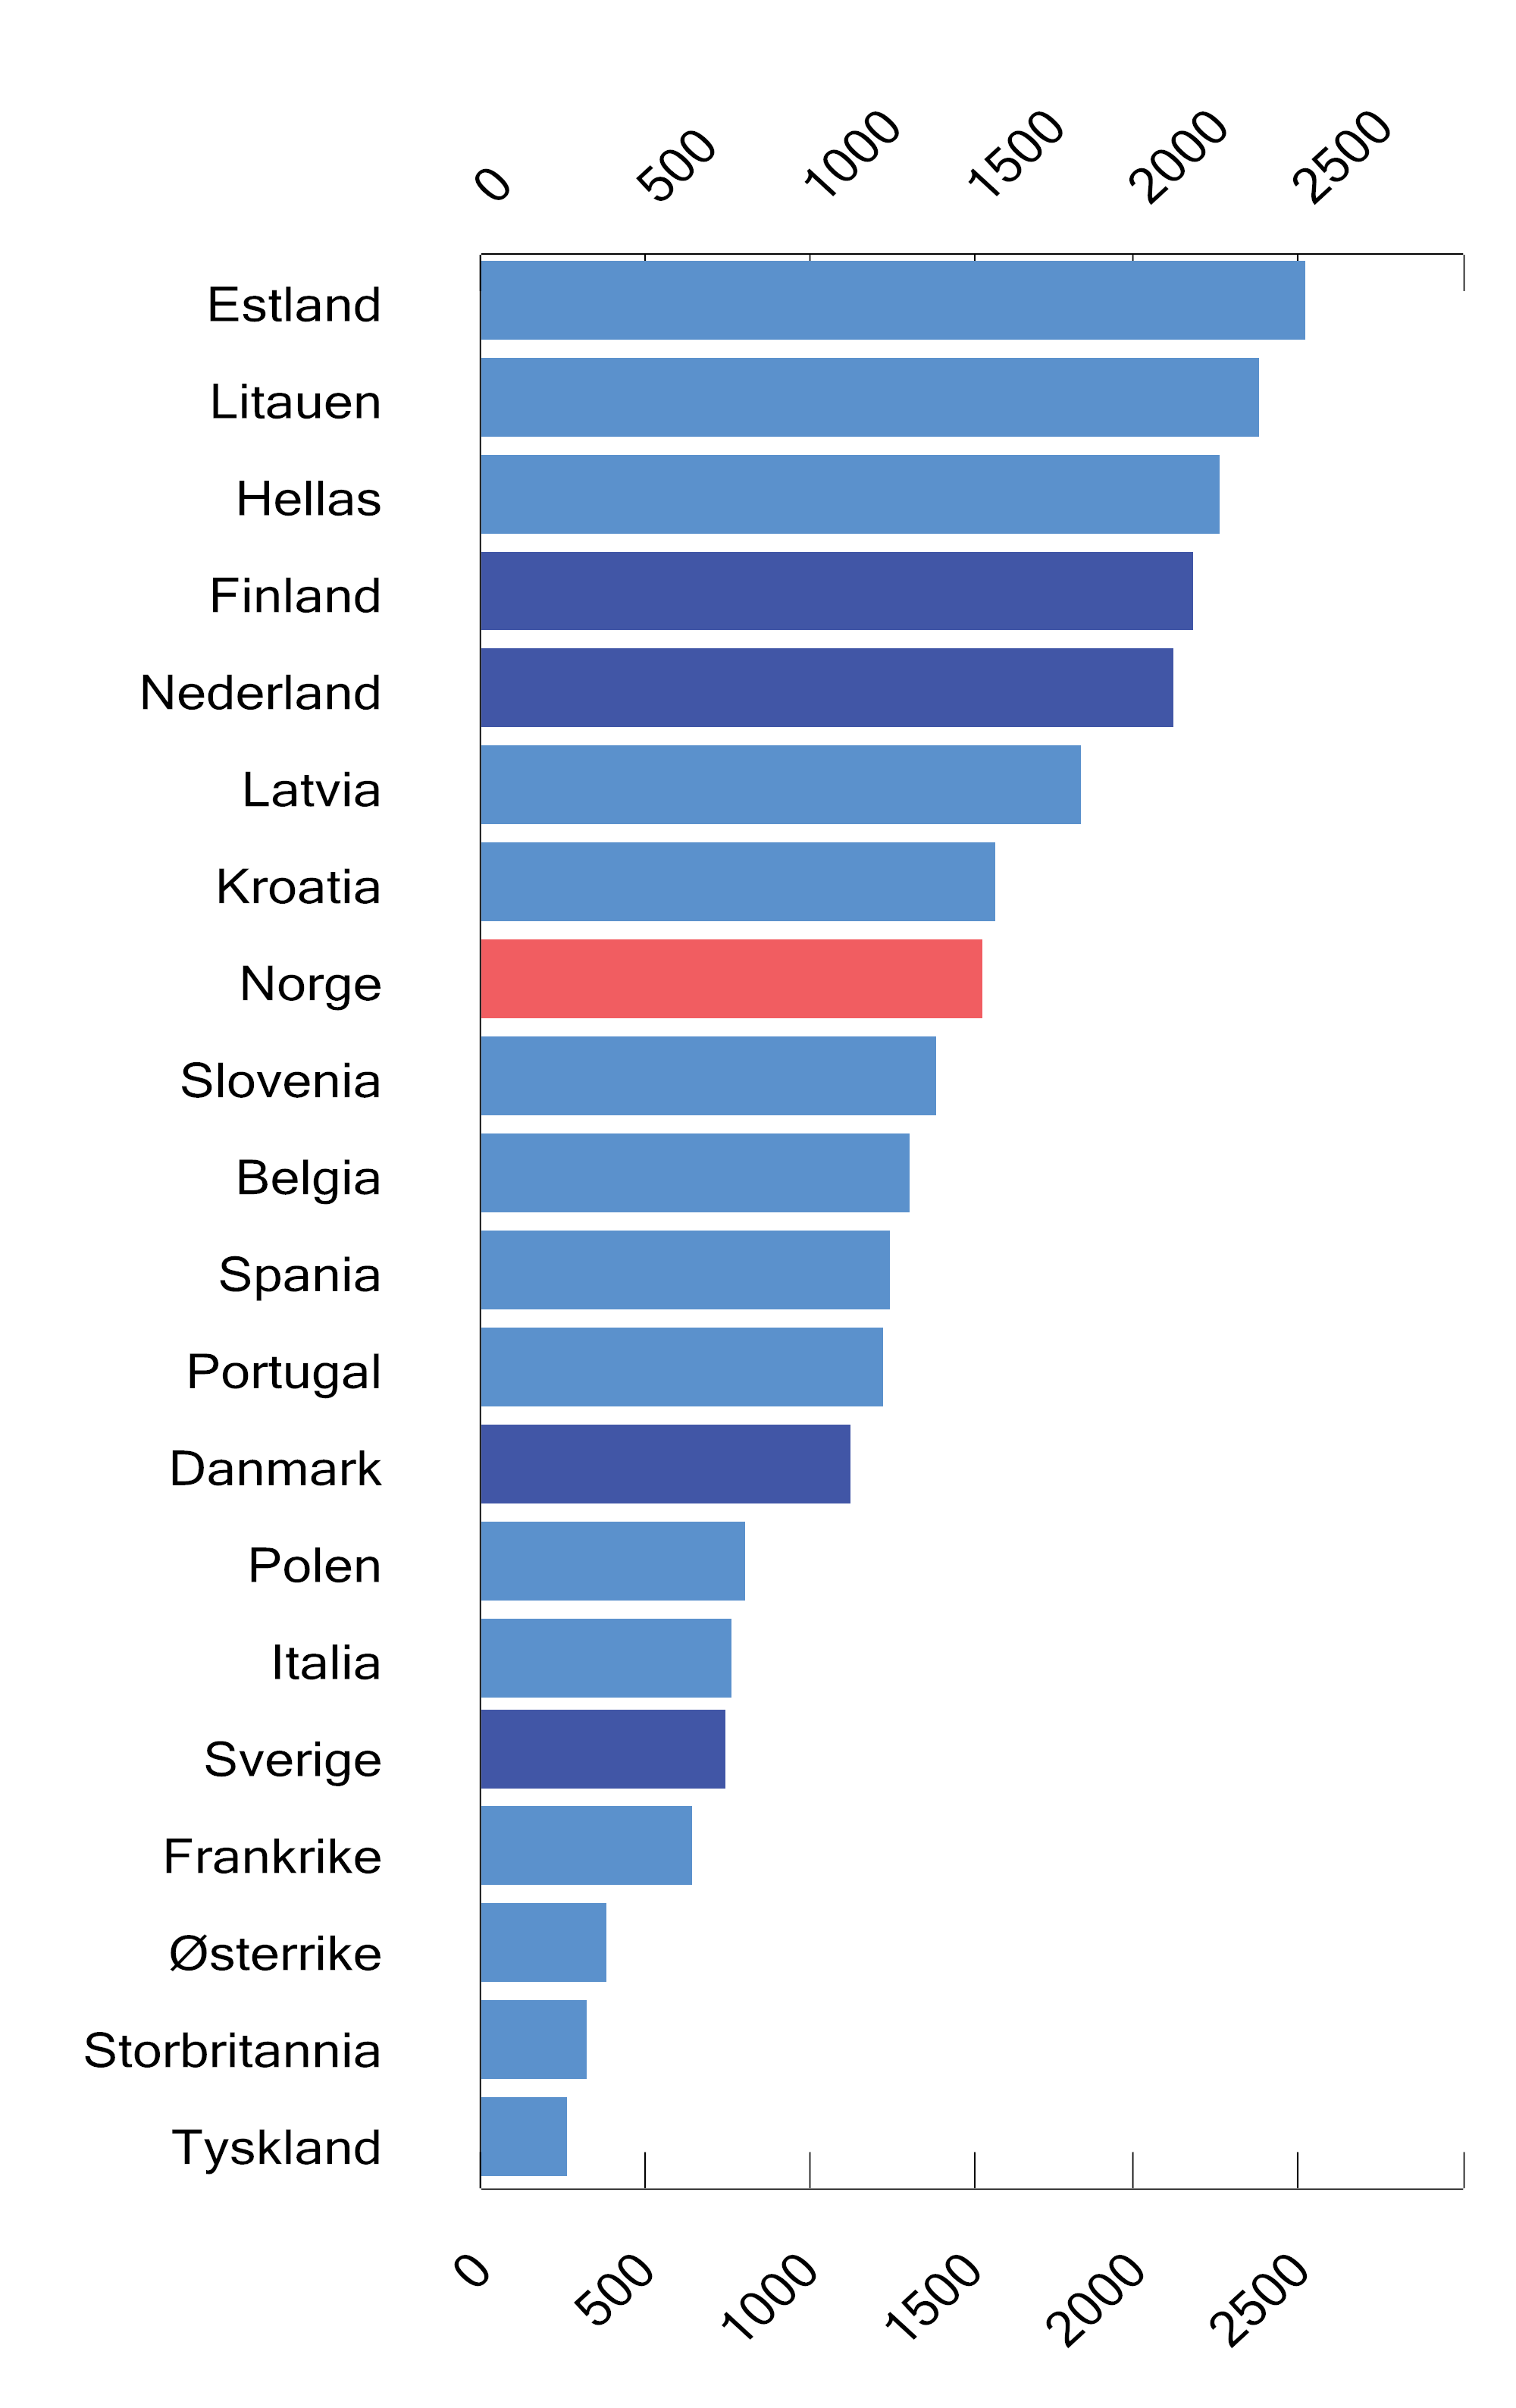 0 500 1000 1500 2000 2500
Estland
Litauen
Hellas
Finland
Nederland
Latvia
Kroatia
Norge
Slovenia
Belgia
Spania
Portugal
Danmark
Polen
Italia
Sverige
Frankrike
Østerrike
Storbritannia
Tyskland
0 500 1000 1500 2000 2500